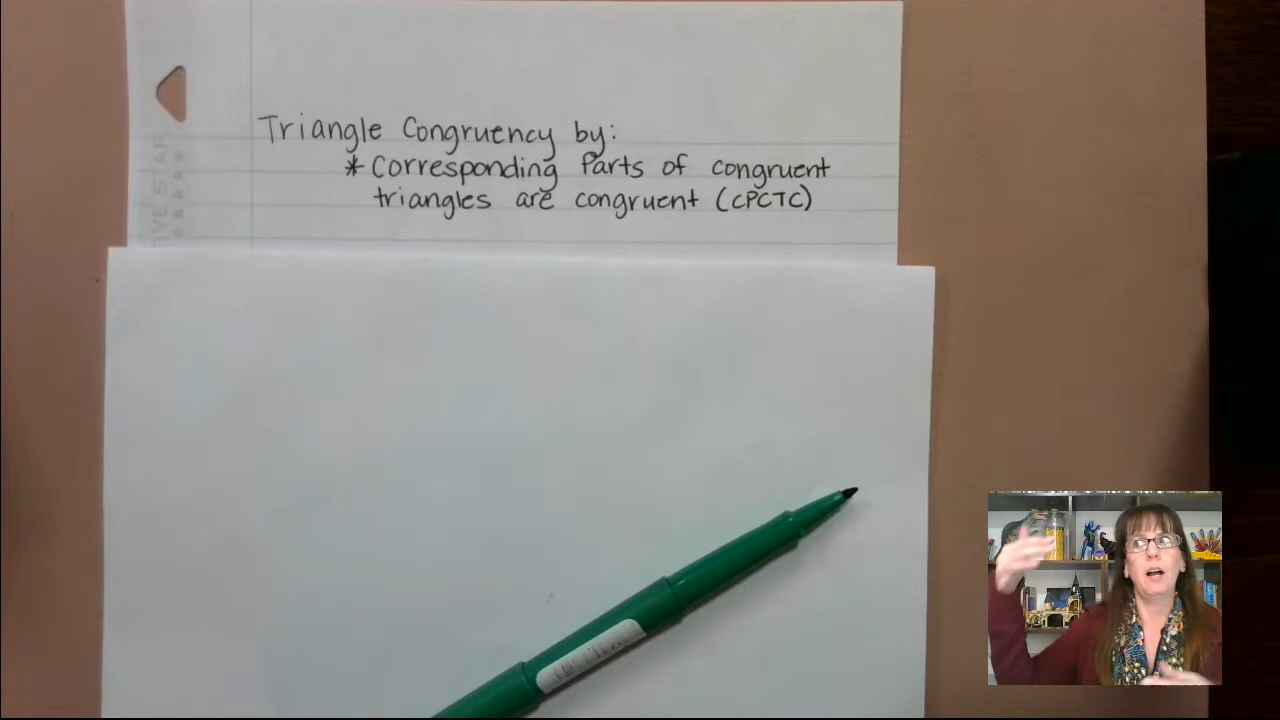 Triangle Congruency by:
* Corresponding Parts of congruent
triangles are congruent (CPCTC)